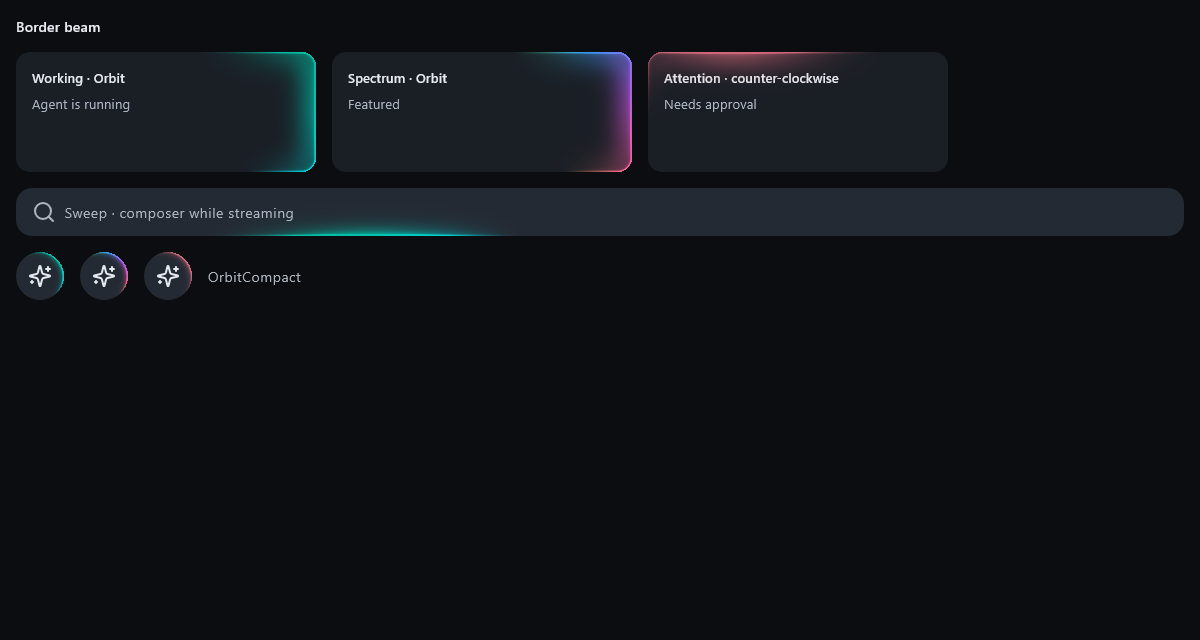 Border beam
Working · Orbit
Agent is running
Spectrum · Orbit
Featured
Attention · counter-clockwise
Needs approval
Sweep · composer while streaming
OrbitCompact